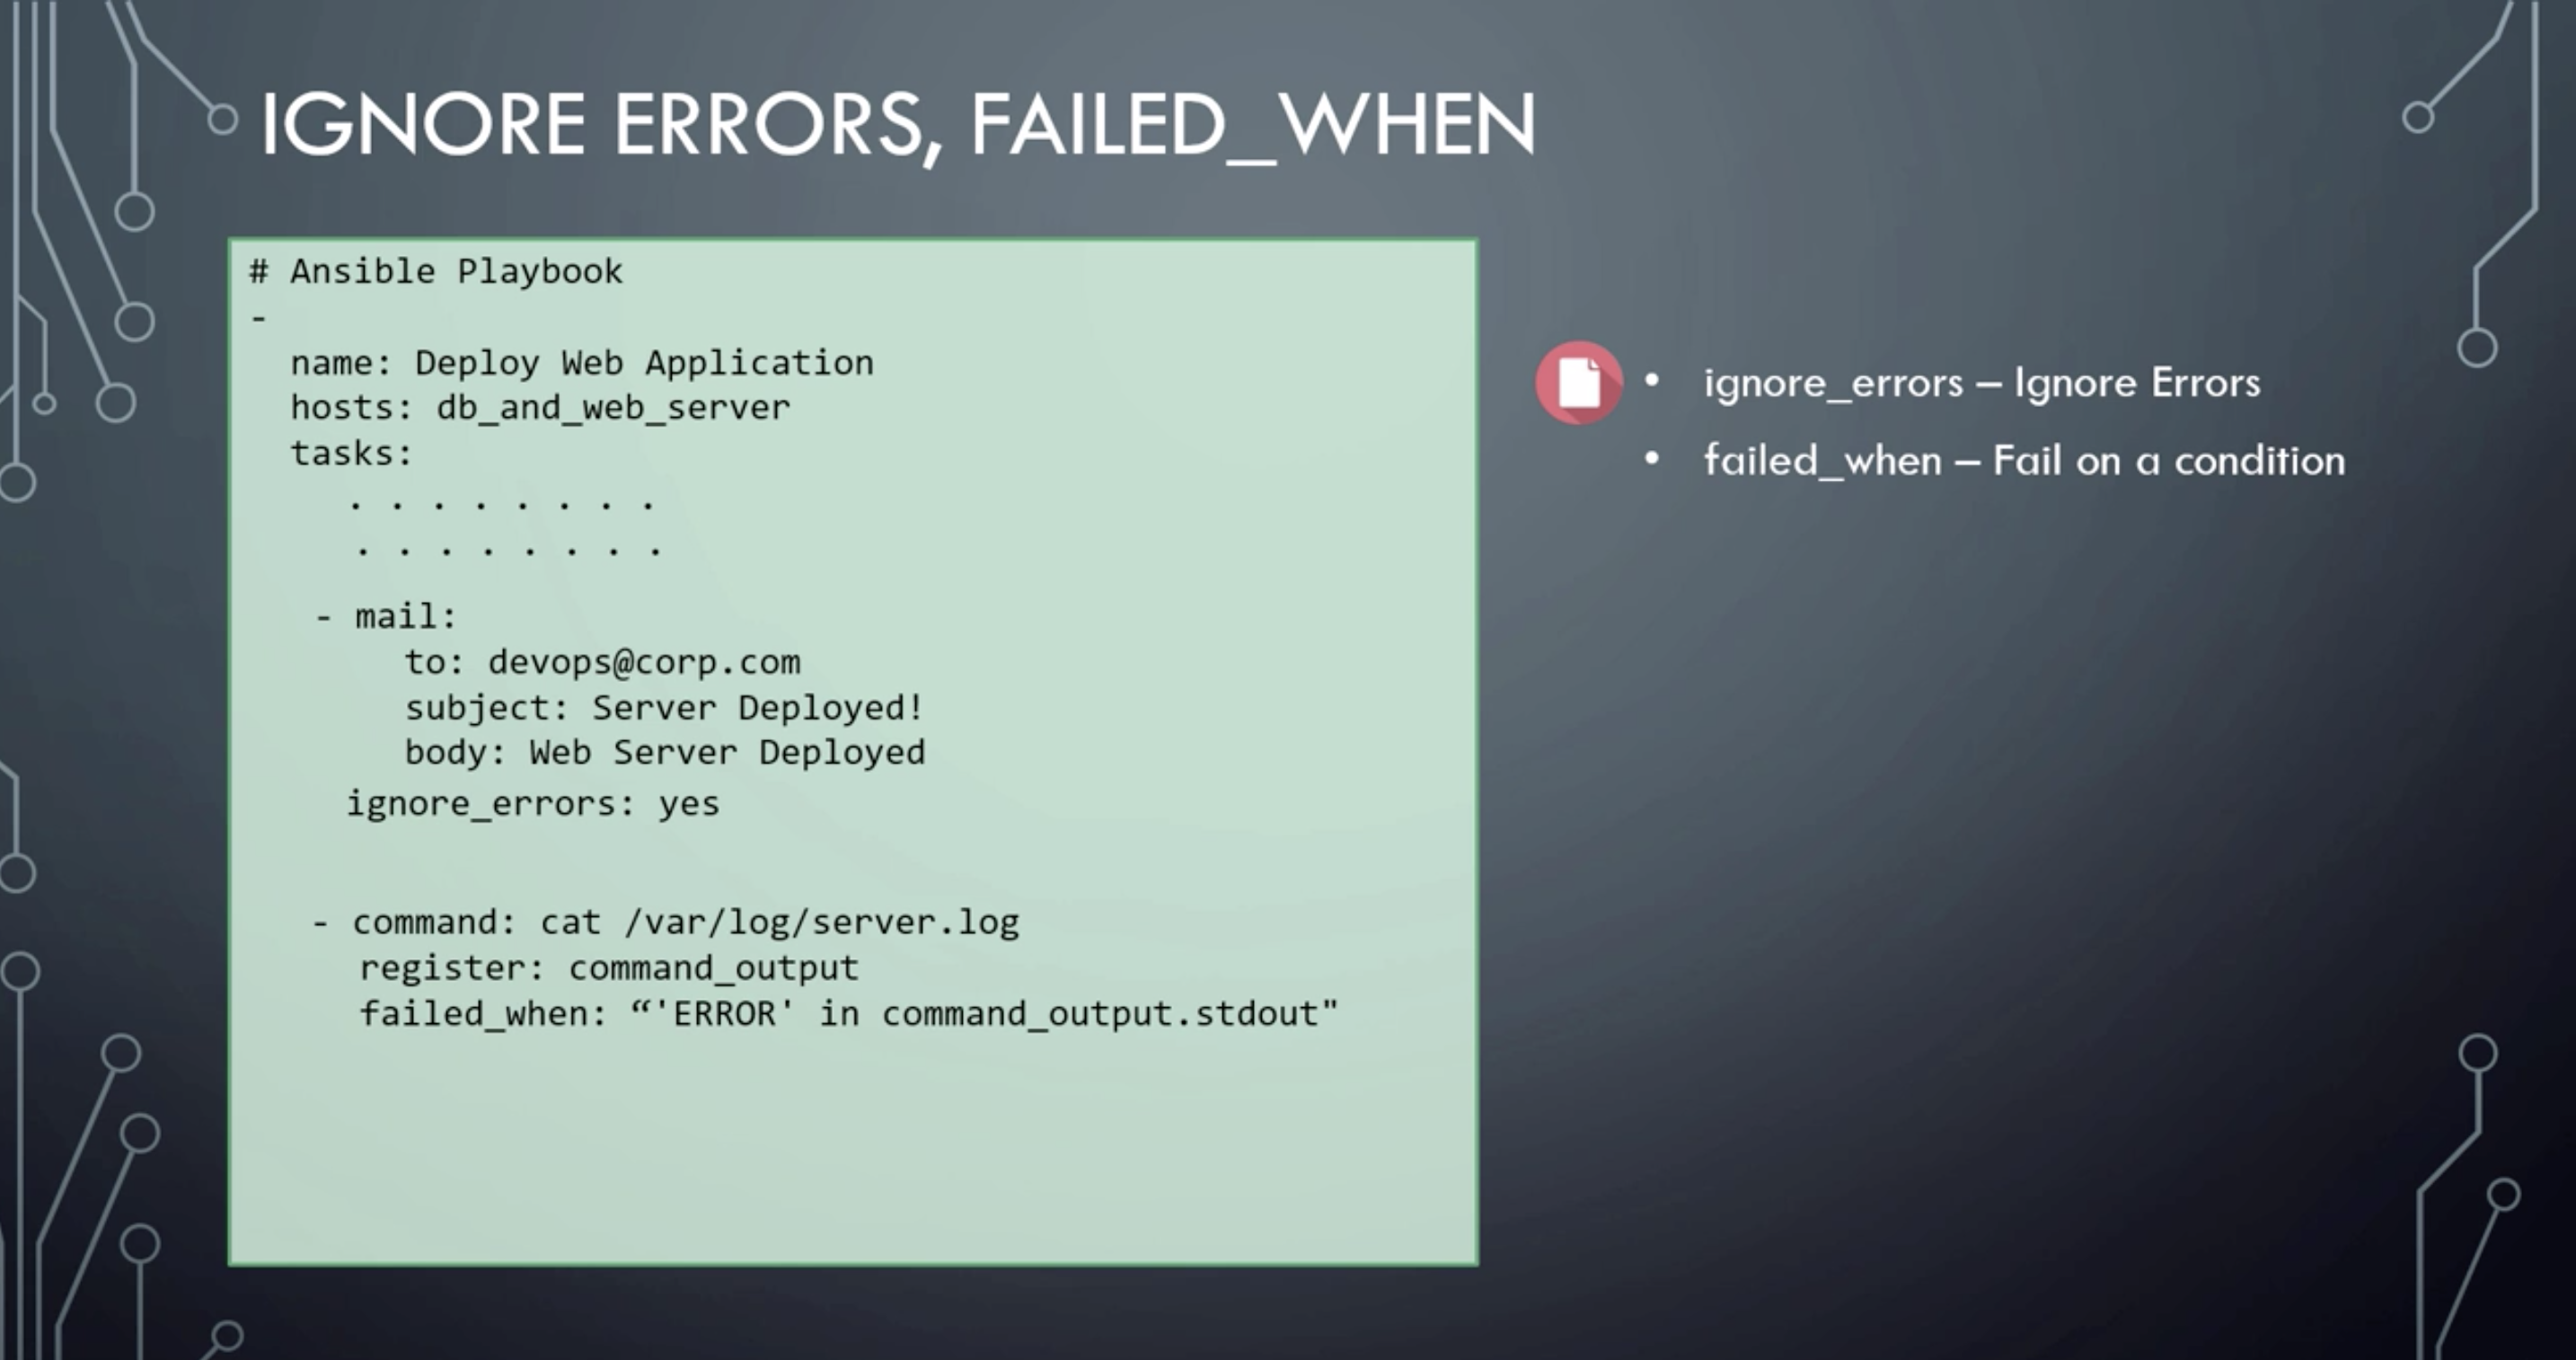 IGNORE ERRORS, FAILED_WHEN
# Ansible Playbook
-
name: Deploy Web Application
hosts: db_and_web_server
tasks:
. . . . . . . .
. . . . . . . .
- mail:
to: devops@corp.com
subject: Server Deployed!
body: Web Server Deployed
ignore_errors: yes
- command: cat /var/log/server.log
register: command_output
failed_when: “'ERROR' in command_output.stdout"
• ignore_errors – Ignore Errors
• failed_when – Fail on a condition